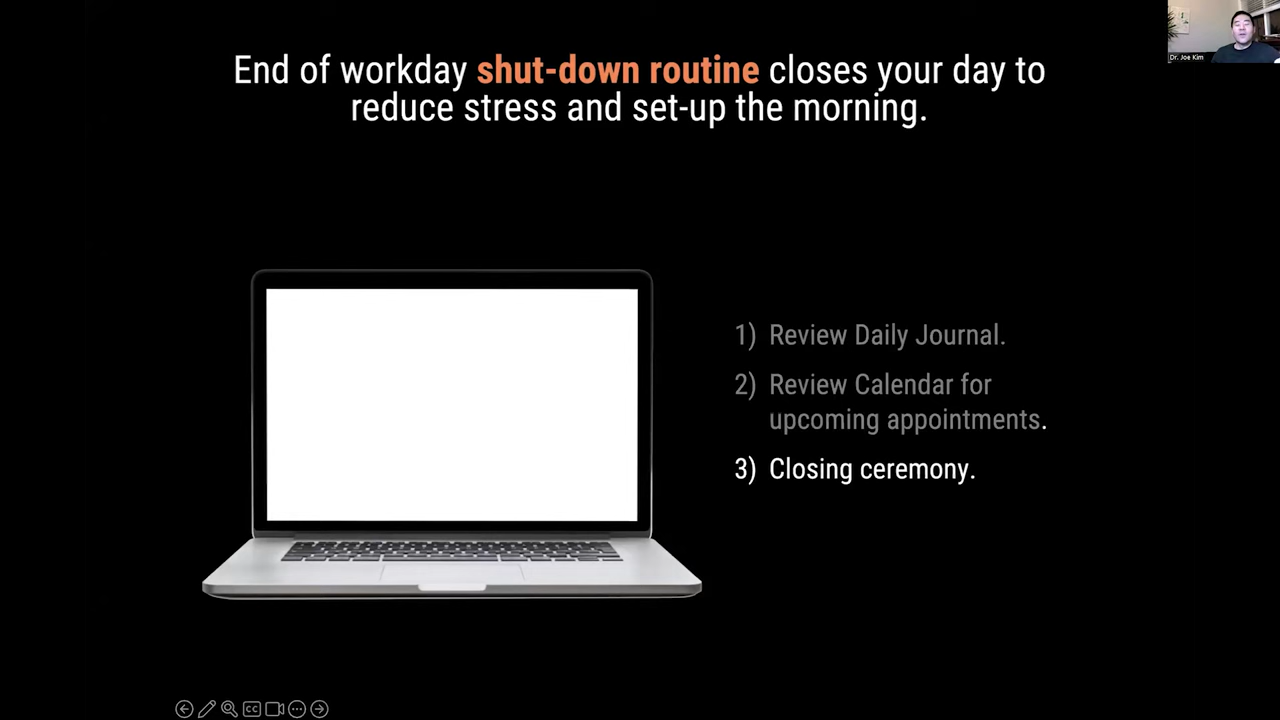 Dr. Joe Kim
End of workday shut-down routine closes your day to
reduce stress and set-up the morning.
1) Review Daily Journal.
2) Review Calendar for
upcoming appointments.
3) Closing ceremony.
CC